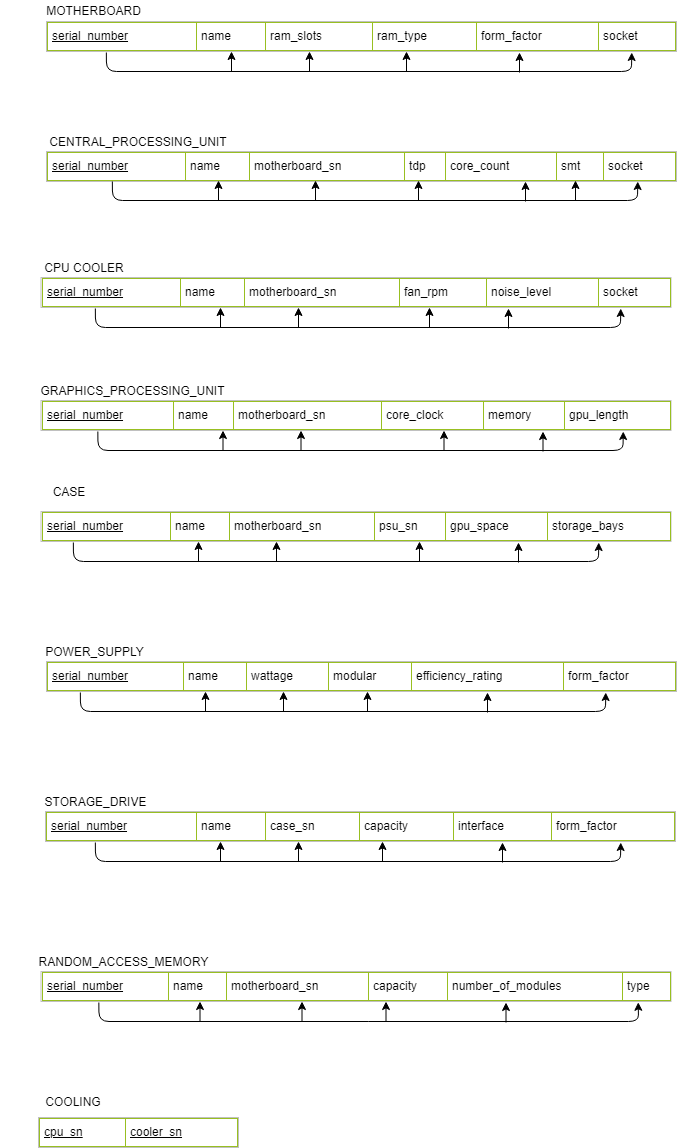 MOTHERBOARD
serial_number name ram_slots ram_type form_factor socket
CENTRAL_PROCESSING_UNIT
serial_number name motherboard_sn tdp core_count smt socket
CPU COOLER
serial_number name motherboard_sn fan_rpm noise_level socket
GRAPHICS_PROCESSING_UNIT
serial_number name motherboard_sn core_clock memory gpu_length
CASE
serial_number name motherboard_sn psu_sn gpu_space storage_bays
POWER_SUPPLY
serial_number name wattage modular efficiency_rating form_factor
STORAGE_DRIVE
serial_number name case_sn capacity interface form_factor
RANDOM_ACCESS_MEMORY
serial_number name motherboard_sn capacity number_of_modules type
COOLING
cpu_sn cooler_sn